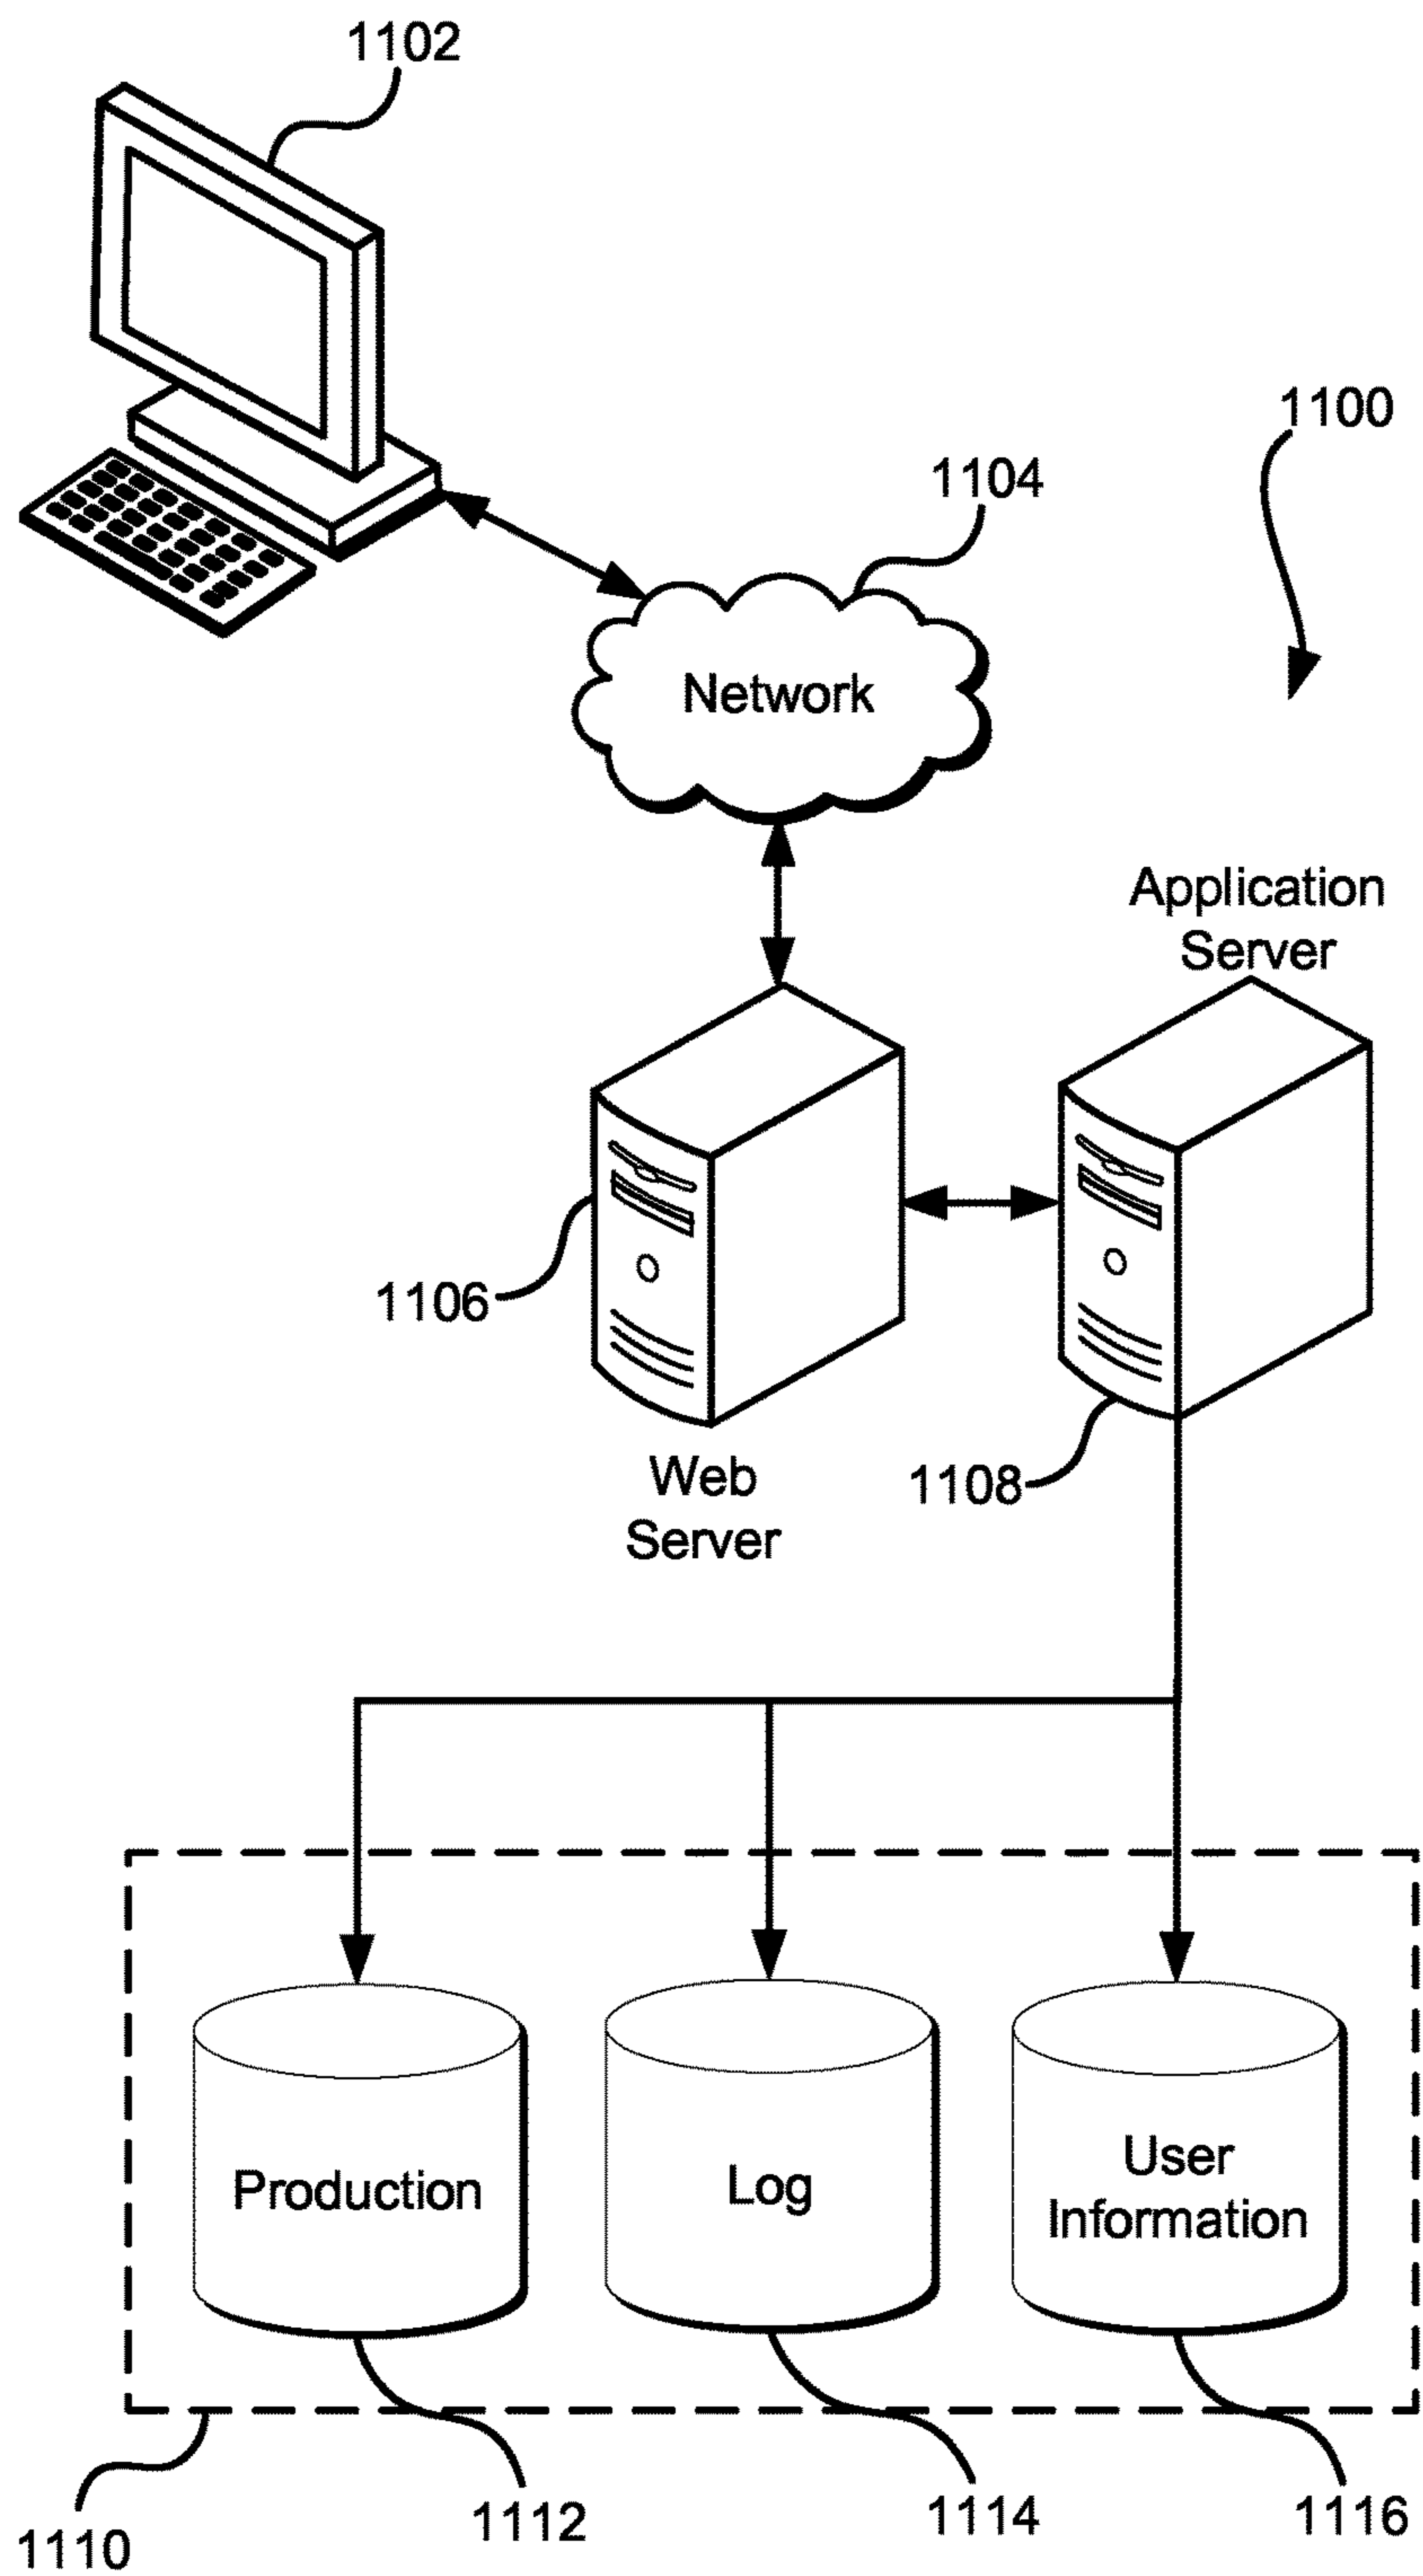 1102
1100
1104
Network
Application
Server
1106
1108
Web
Server
Production
Log
User
Information
1110
1112
1114
1116